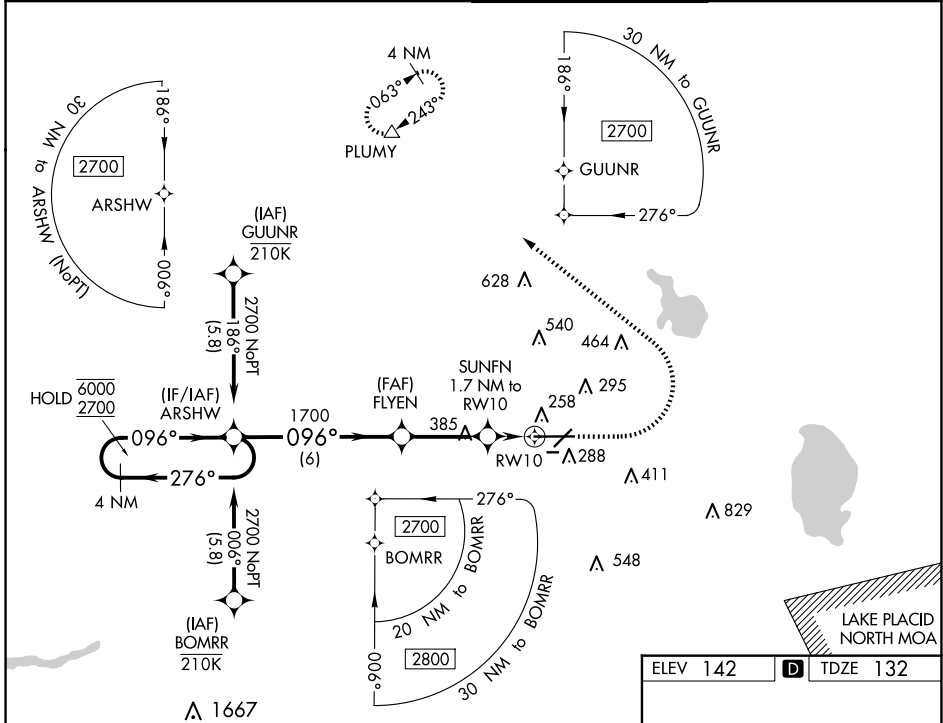 30 NM to ARSHW (NoPT)
186°
2700
ARSHW
006°
4 NM
063°
243°
PLUMY
30 NM to GUUNR
186°
2700
GUUNR
276°
(IAF)
GUUNR
210K
2700 NoPT
186°
(5.8)
HOLD 6000
2700
(IF/IAF)
ARSHW
096°
276°
4 NM
1700
096°
(6)
(FAF)
FLYEN
385
SUNFN
1.7 NM to
RW10
RW10
628
540
464
295
258
288
411
829
548
2700 NoPT
006°
(5.8)
(IAF)
BOMRR
210K
276°
2700
BOMRR
20 NM to BOMRR
006°
2800
30 NM to BOMRR
1667
LAKE PLACID
NORTH MOA
ELEV 142 D TDZE 132